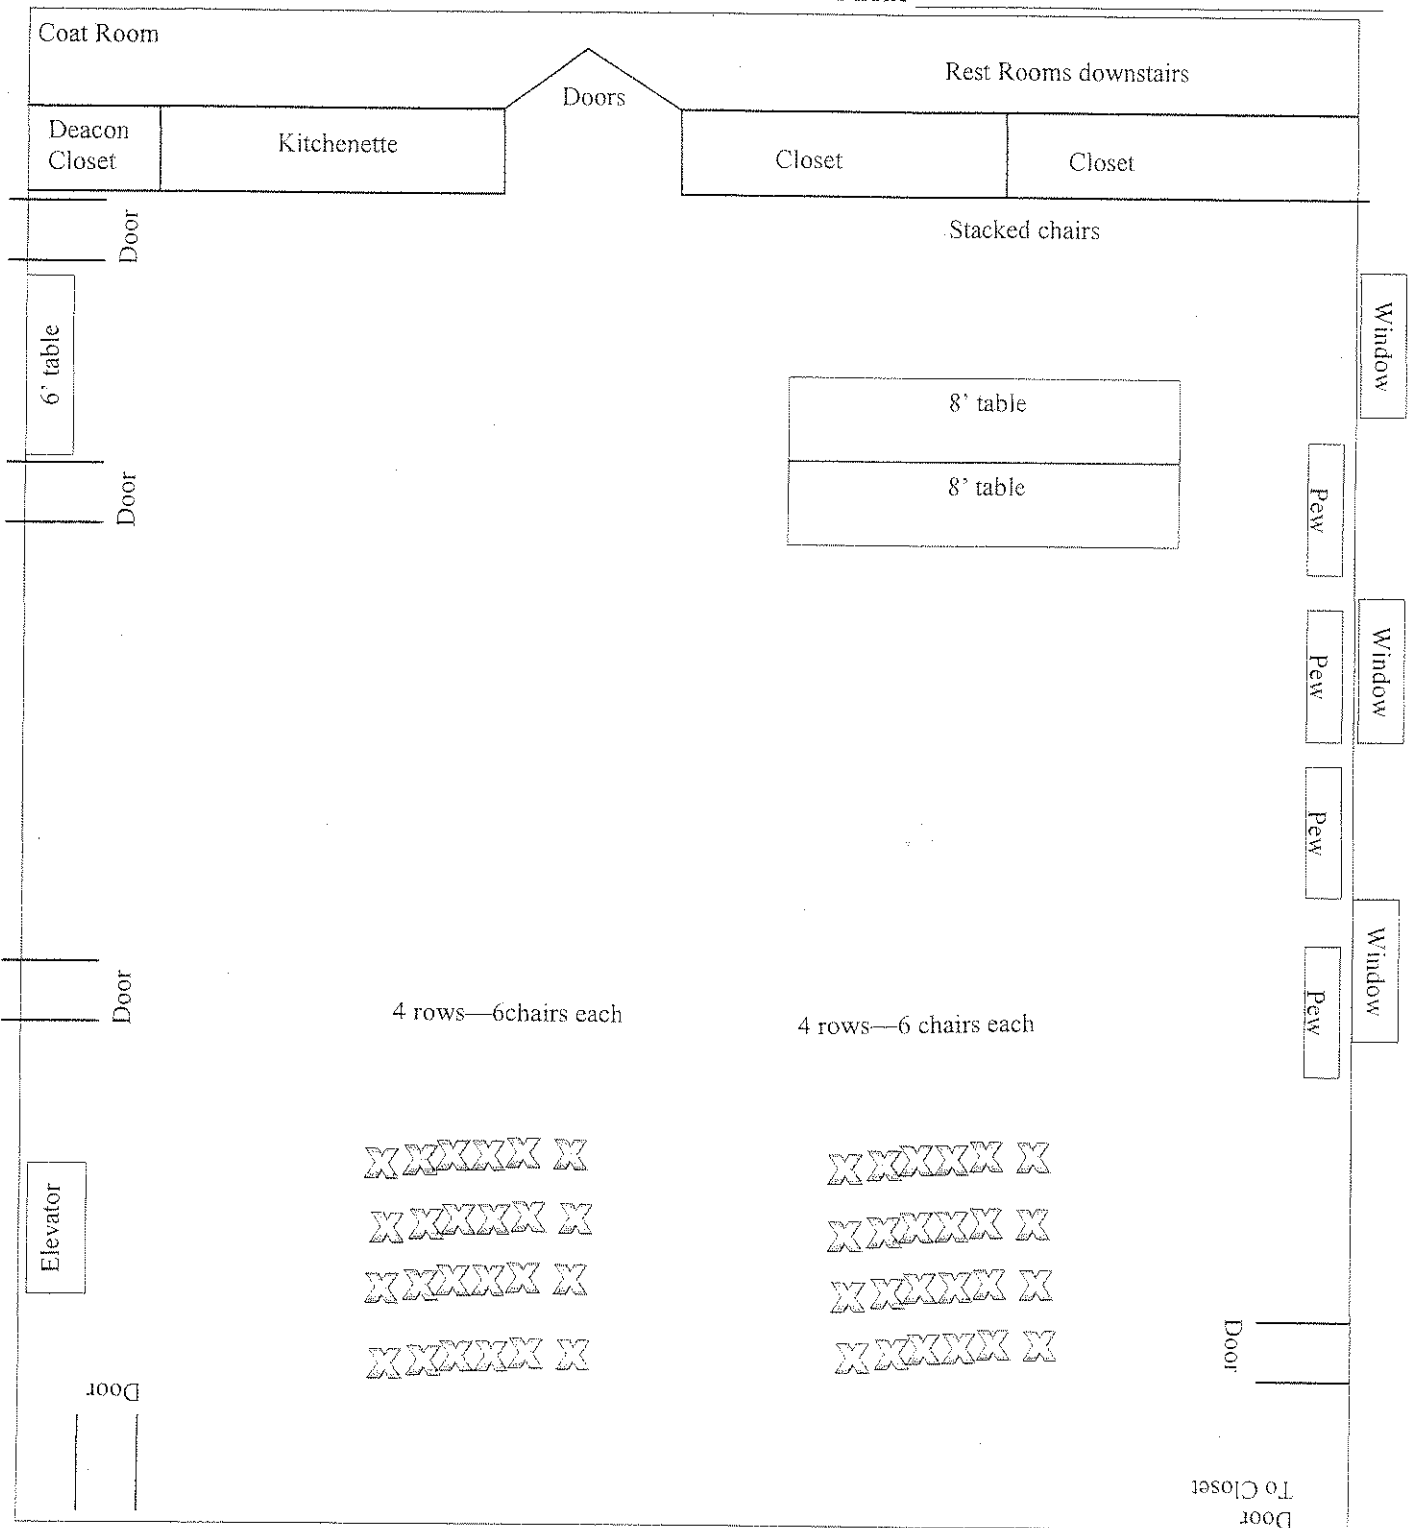 Coat Room
Rest Rooms downstairs
Doors
Deacon
Closet
Kitchenette
Closet
Closet
Door
Stacked chairs
6' table
Window
8' table
8' table
Door
Pew
Pew
Window
Pew
Door
4 rows—6chairs each
4 rows—6 chairs each
Pew
Window
X X X X X X
X X X X X X
X X X X X X
X X X X X X
X X X X X X
X X X X X X
X X X X X X
X X X X X X
Elevator
Door
Door
Door
To Closet